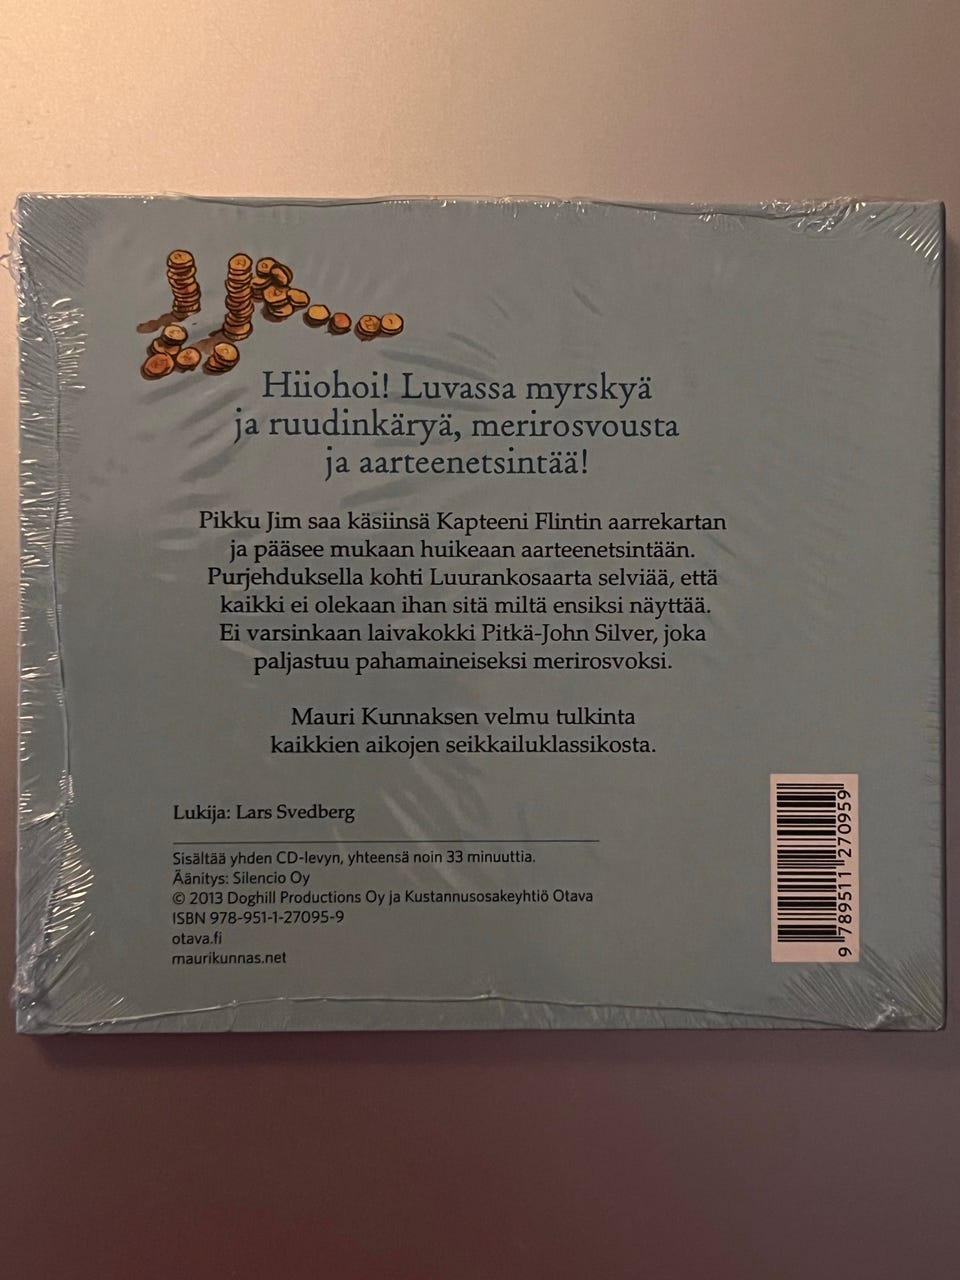 Hiiohoi! Luvassa myrskyä
ja ruudinkäryä, merirosvousta
ja aarteenetsintää!
Pikku Jim saa käsiinsä Kapteeni Flintin aarrekartan
ja pääsee mukaan huikeaan aarteenetsintään.
Purjehduksella kohti Luurankosaarta selviää, että
kaikki ei olekaan ihan sitä miltä ensiksi näyttää.
Ei varsinkaan laivakokki Pitkä-John Silver, joka
paljastuu pahamaineiseksi merirosvoksi.
Mauri Kunnaksen velmu tulkinta
kaikkien aikojen seikkailuklassikosta.
Lukija: Lars Svedberg
Sisältää yhden CD-levyn, yhteensä noin 33 minuuttia.
Äänitys: Silencio Oy
© 2013 Doghill Productions Oy ja Kustannusosakeyhtiö Otava
ISBN 978-951-1-27095-9
otava.fi
maurikunnas.net
9 789511 270959